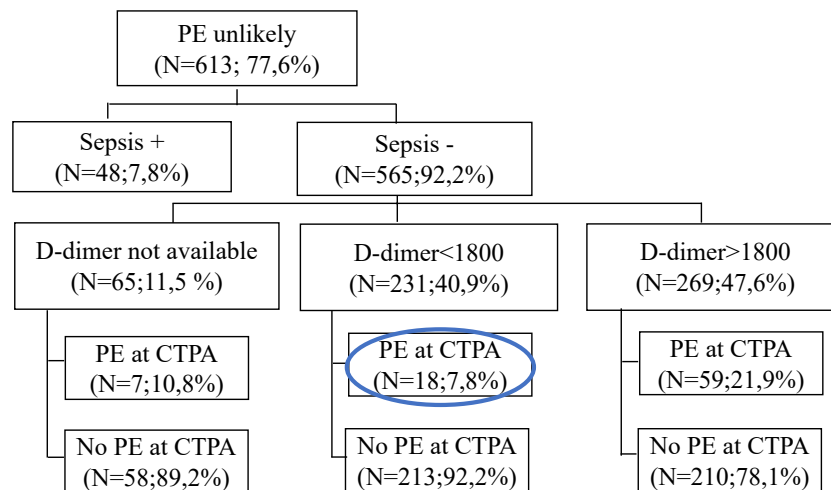 PE unlikely
(N=613; 77,6%)
Sepsis +
(N=48;7,8%)
Sepsis -
(N=565;92,2%)
D-dimer not available
(N=65;11,5 %)
D-dimer<1800
(N=231;40,9%)
D-dimer>1800
(N=269;47,6%)
PE at CTPA
(N=7;10,8%)
PE at CTPA
(N=18;7,8%)
PE at CTPA
(N=59;21,9%)
No PE at CTPA
(N=58;89,2%)
No PE at CTPA
(N=213;92,2%)
No PE at CTPA
(N=210;78,1%)